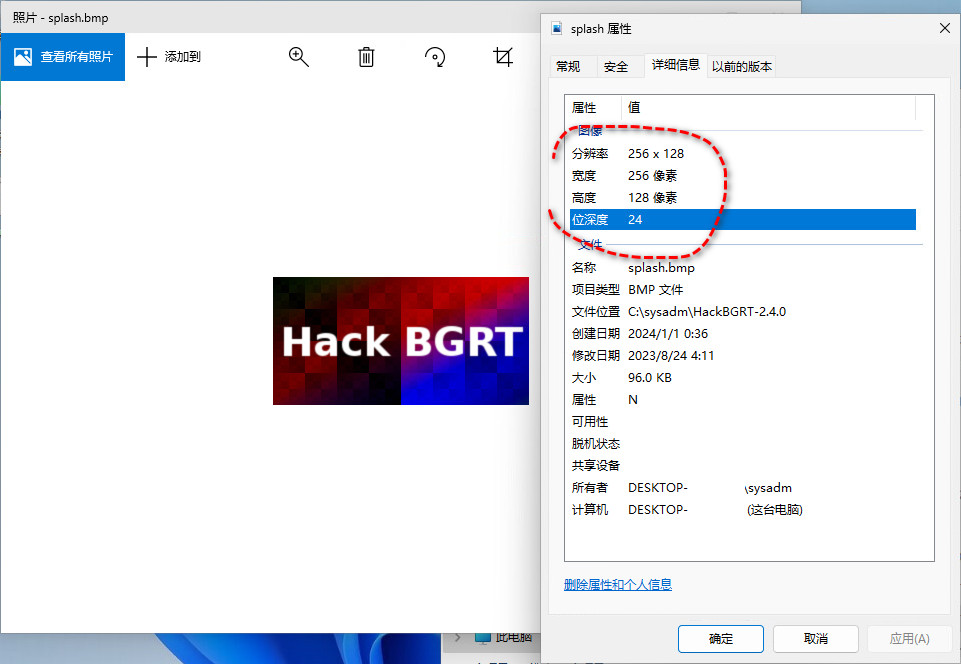 照片 - splash.bmp
查看所有照片
添加到
Hack BGRT
splash 属性
常规 安全 详细信息 以前的版本
属性 值
图像
分辨率 256 x 128
宽度 256 像素
高度 128 像素
位深度 24
文件
名称 splash.bmp
项目类型 BMP 文件
文件位置 C:\sysadm\HackBGRT-2.4.0
创建日期 2024/1/1 0:36
修改日期 2023/8/24 4:11
大小 96.0 KB
属性 N
可用性
脱机状态
共享设备
所有者 DESKTOP- \sysadm
计算机 DESKTOP- (这台电脑)
删除属性和个人信息
确定 取消 应用(A)
此电脑